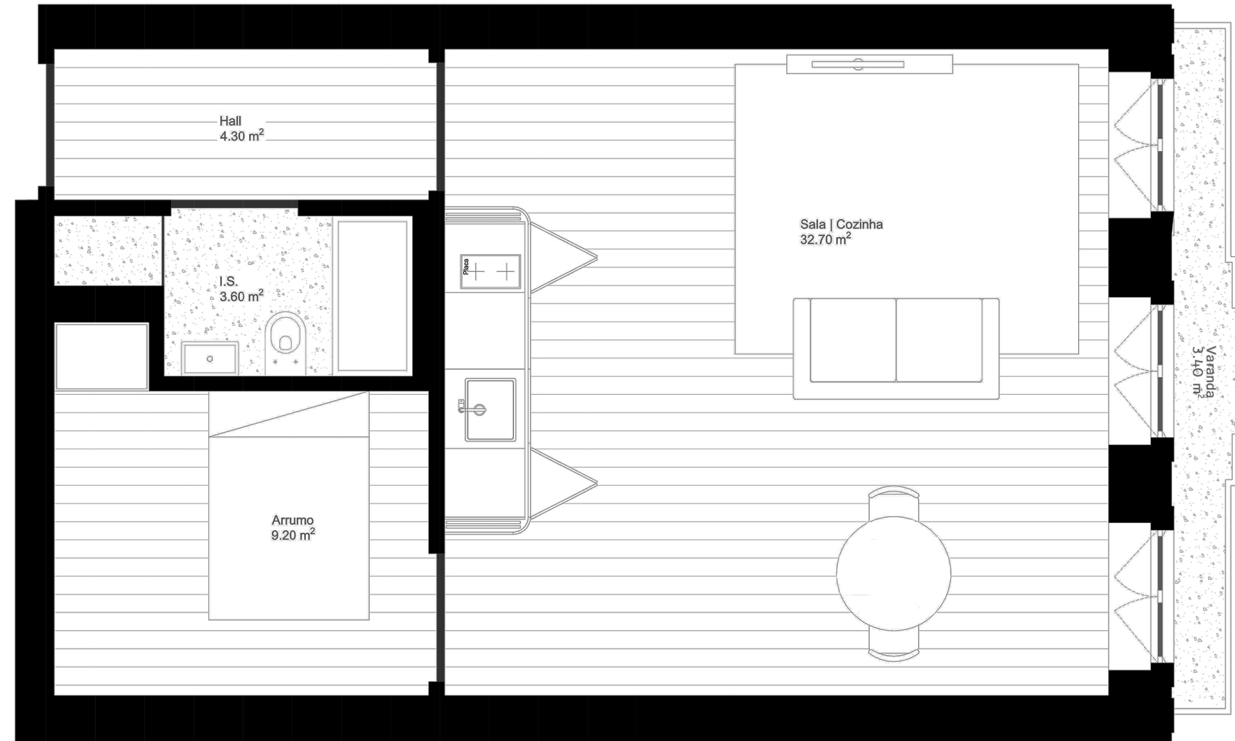 Hall
4.30 m²
Sala | Cozinha
32.70 m²
Placa
I.S.
3.60 m²
Varanda
3.40 m²
Arrumo
9.20 m²